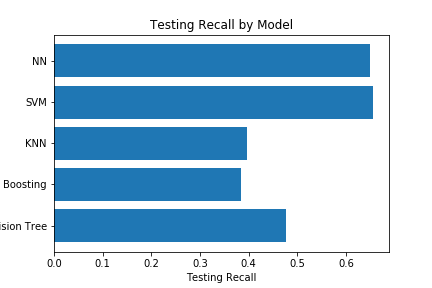 Testing Recall by Model
NN
SVM
KNN
Boosting
ision Tree
0.0 0.1 0.2 0.3 0.4 0.5 0.6
Testing Recall